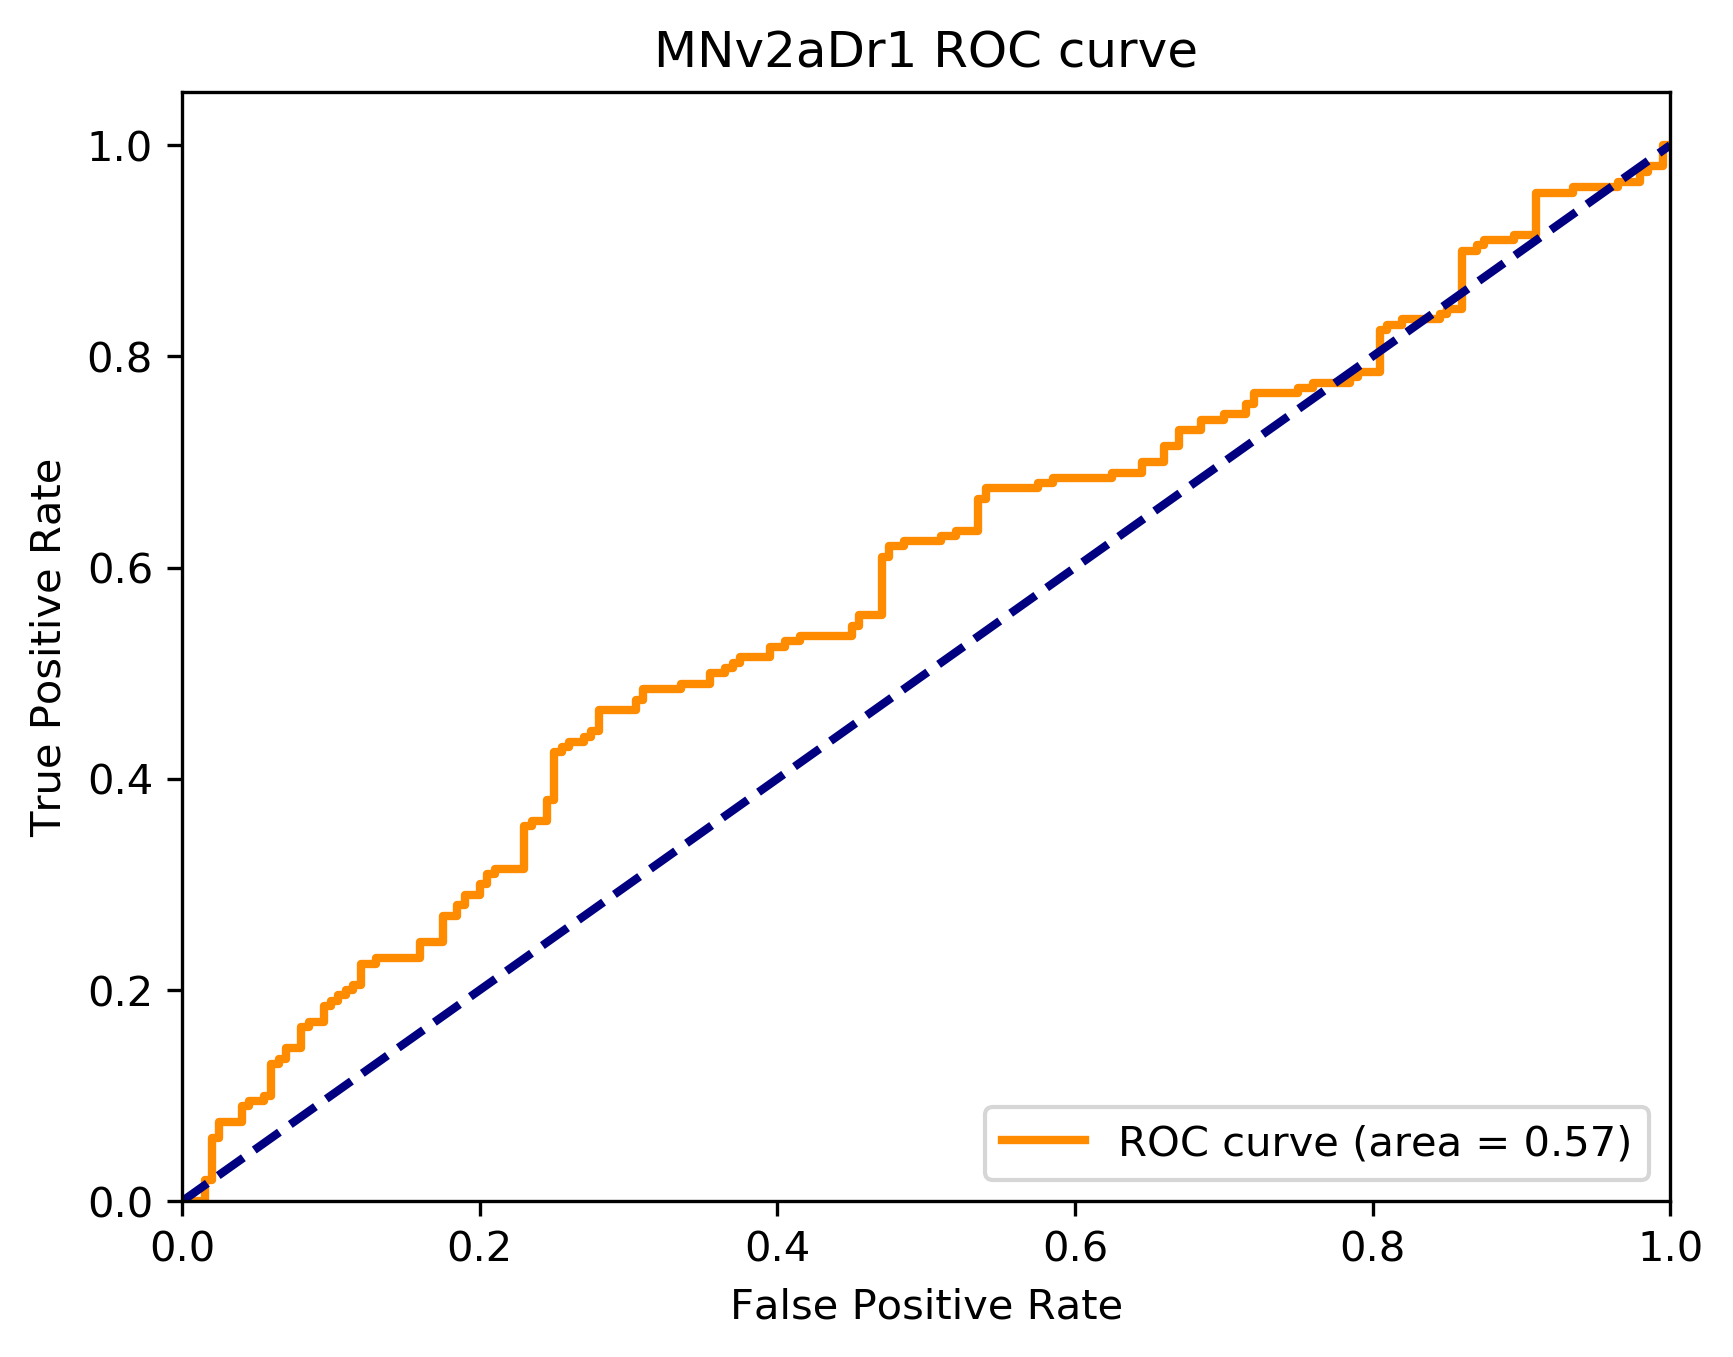 MNv2aDr1 ROC curve
1.0
0.8
0.6
0.4
0.2
0.0
True Positive Rate
0.0 0.2 0.4 0.6 0.8 1.0
False Positive Rate
ROC curve (area = 0.57)